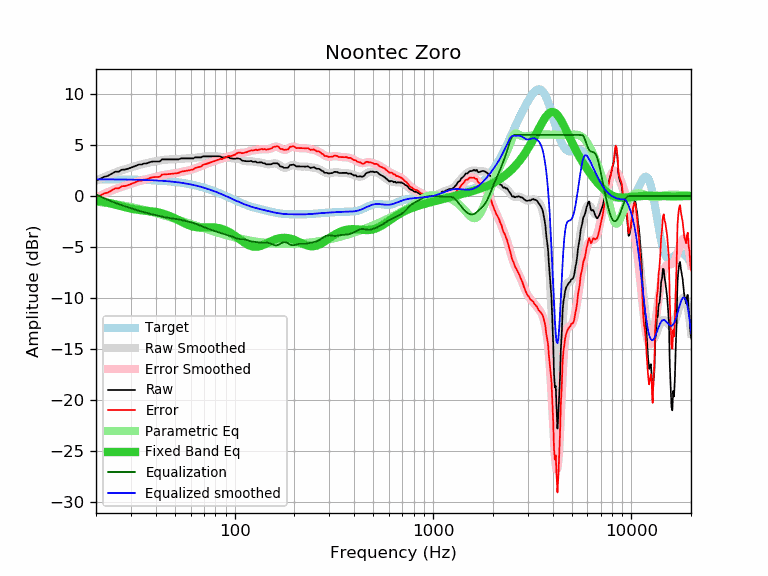 Noontec Zoro
Amplitude (dBr)
10
5
0
−5
−10
−15
−20
−25
−30
Target
Raw Smoothed
Error Smoothed
Raw
Error
Parametric Eq
Fixed Band Eq
Equalization
Equalized smoothed
100
1000
10000
Frequency (Hz)